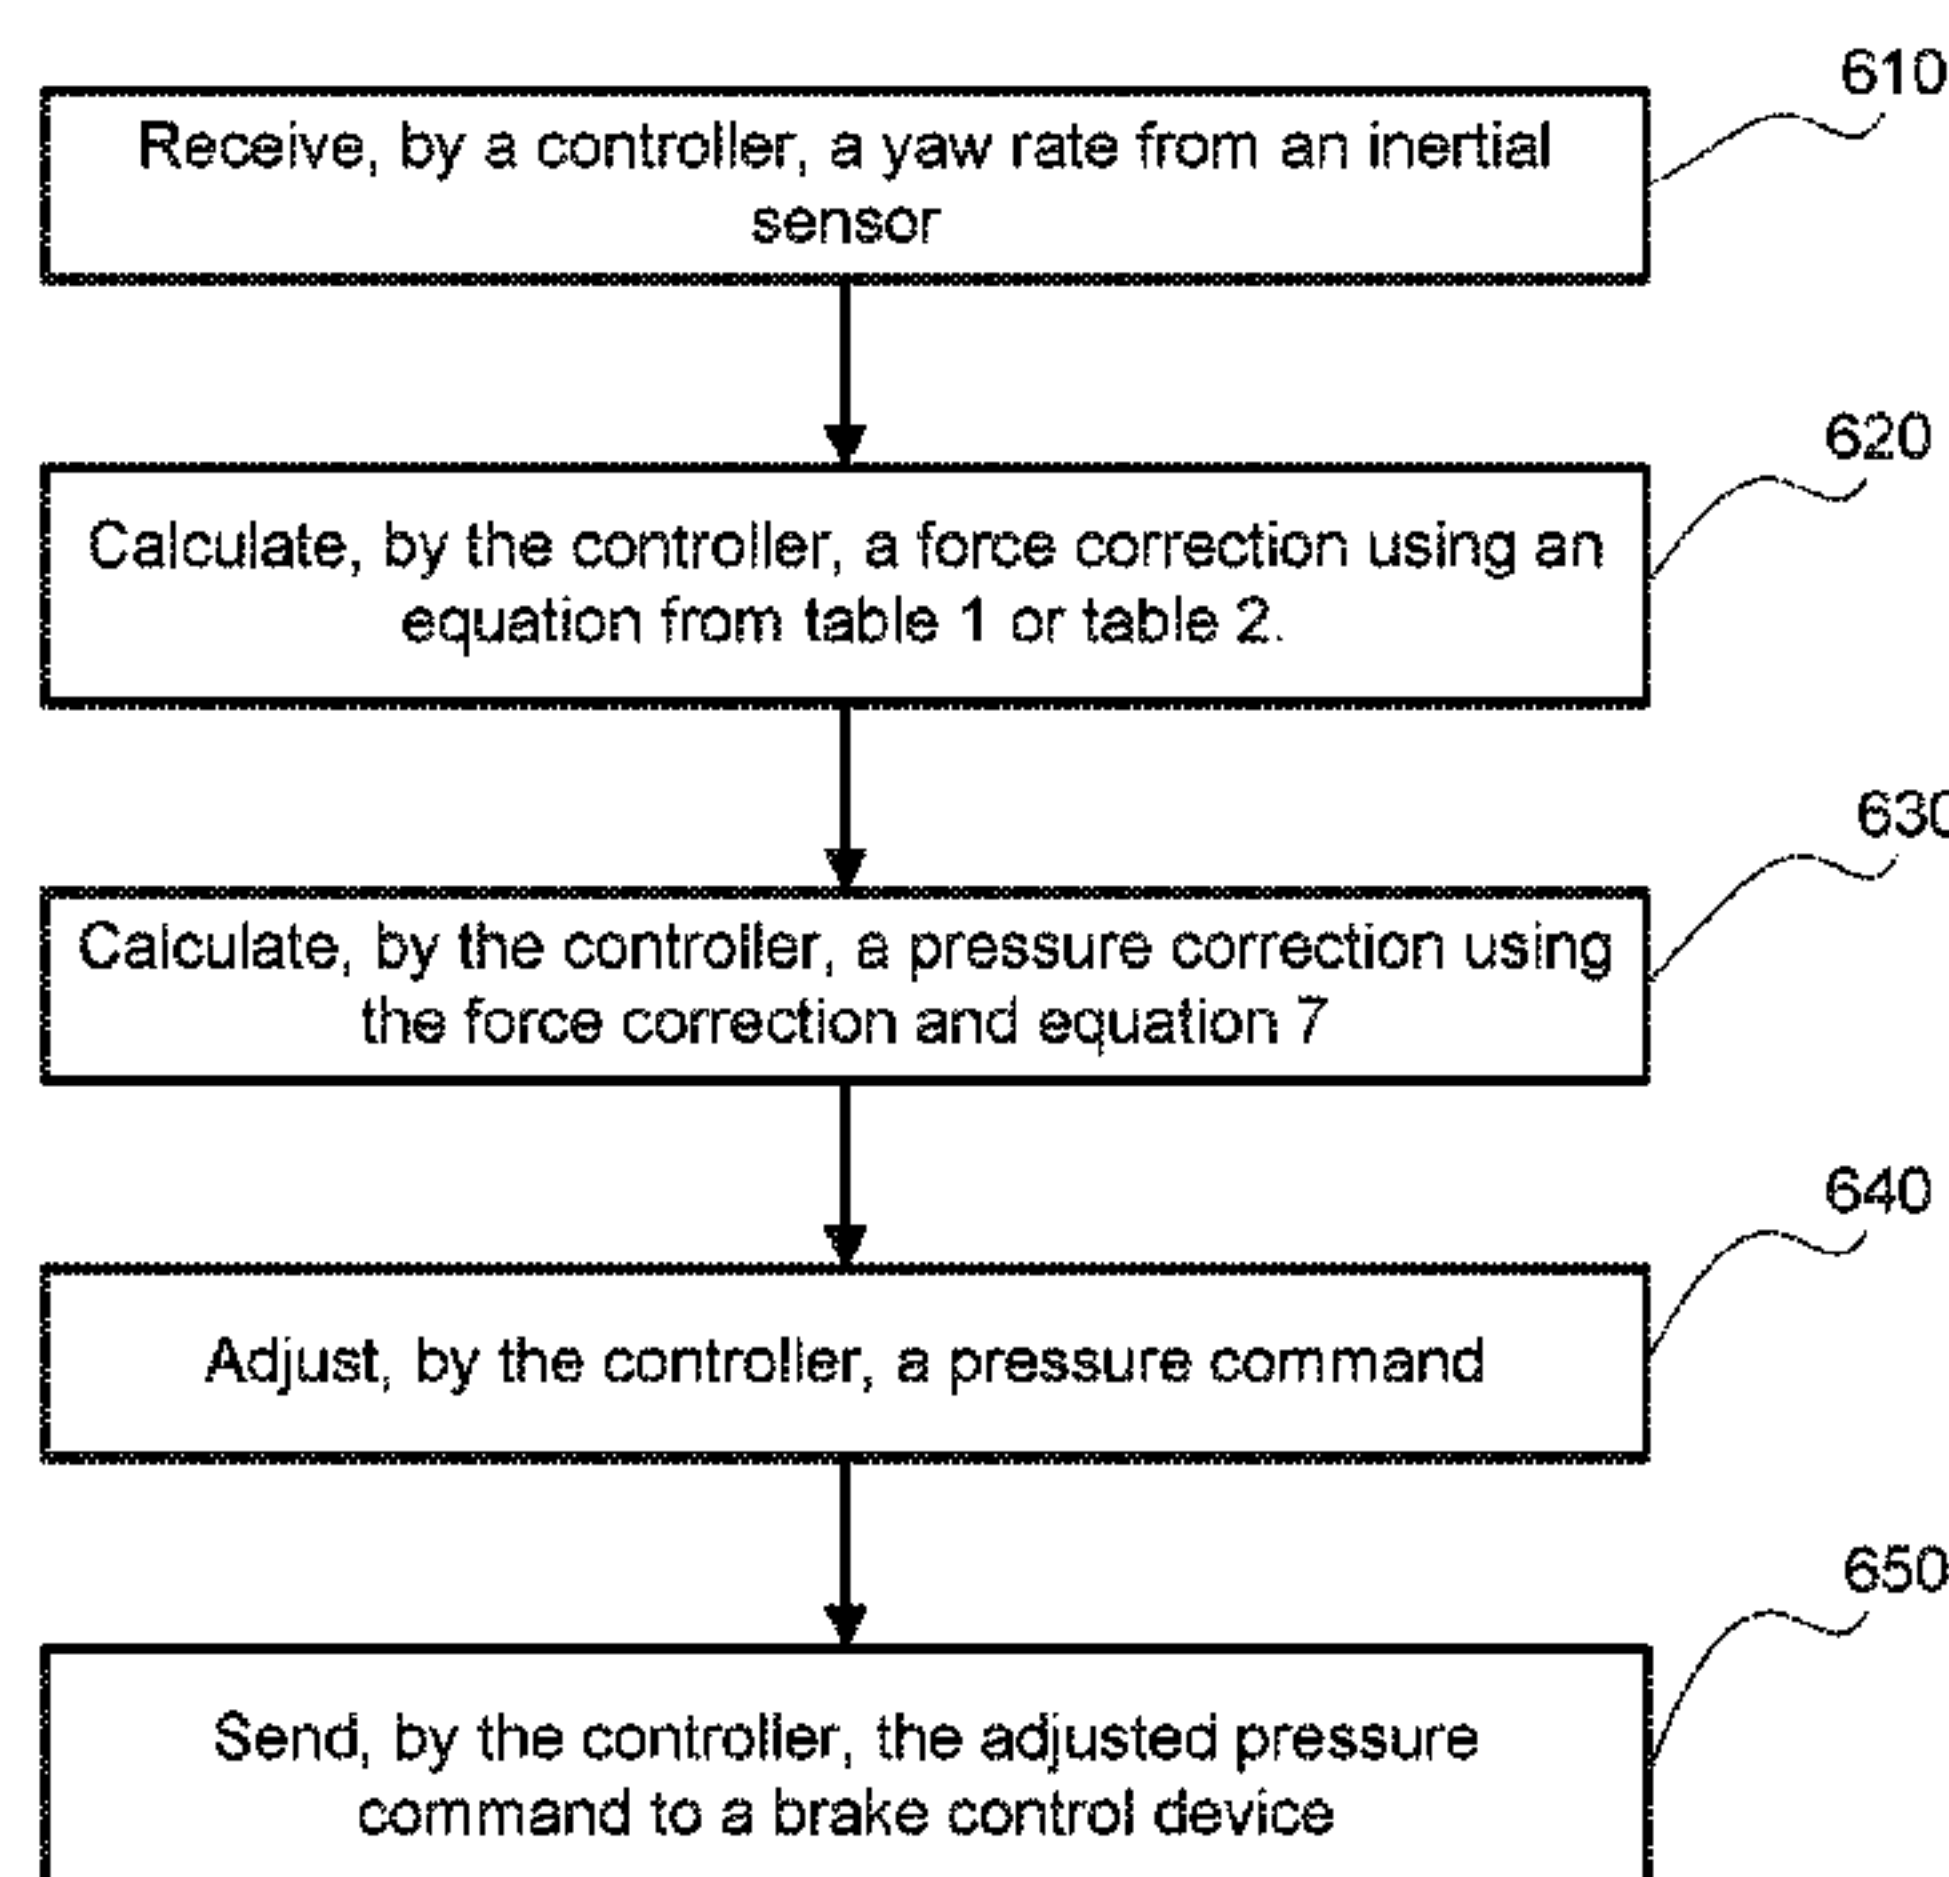 610
Receive, by a controller, a yaw rate from an inertial
sensor
620
Calculate, by the controller, a force correction using an
equation from table 1 or table 2.
630
Calculate, by the controller, a pressure correction using
the force correction and equation 7
640
Adjust, by the controller, a pressure command
650
Send, by the controller, the adjusted pressure
command to a brake control device